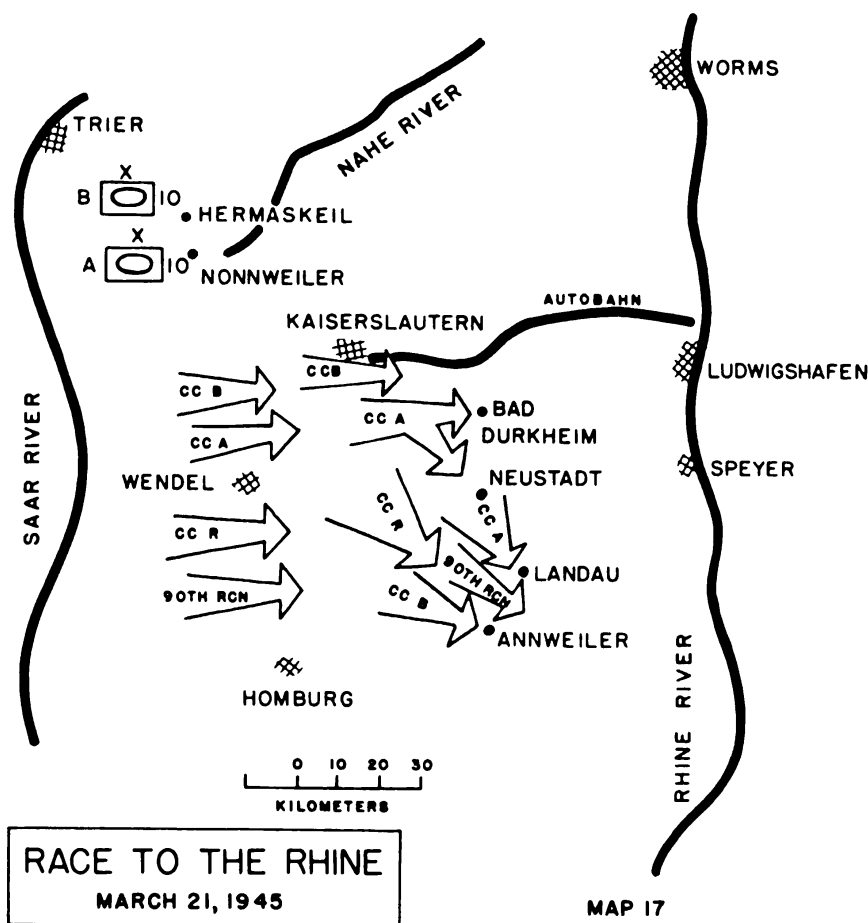 WORMS
TRIER
NAHE RIVER
X
B 10
HERMASKEIL
X
A 10
NONNWEILER
AUTOBAHN
KAISERSLAUTERN
LUDWIGSHAFEN
CCB
CC B
CC A
BAD
DURKHEIM
CC A
SPEYER
NEUSTADT
WENDEL
SAAR RIVER
CC R
CC A
CC R
LANDAU
90TH RCN
90TH RCN
CC B
ANNWEILER
HOMBURG
RHINE RIVER
0 10 20 30
KILOMETERS
RACE TO THE RHINE
MARCH 21, 1945
MAP 17